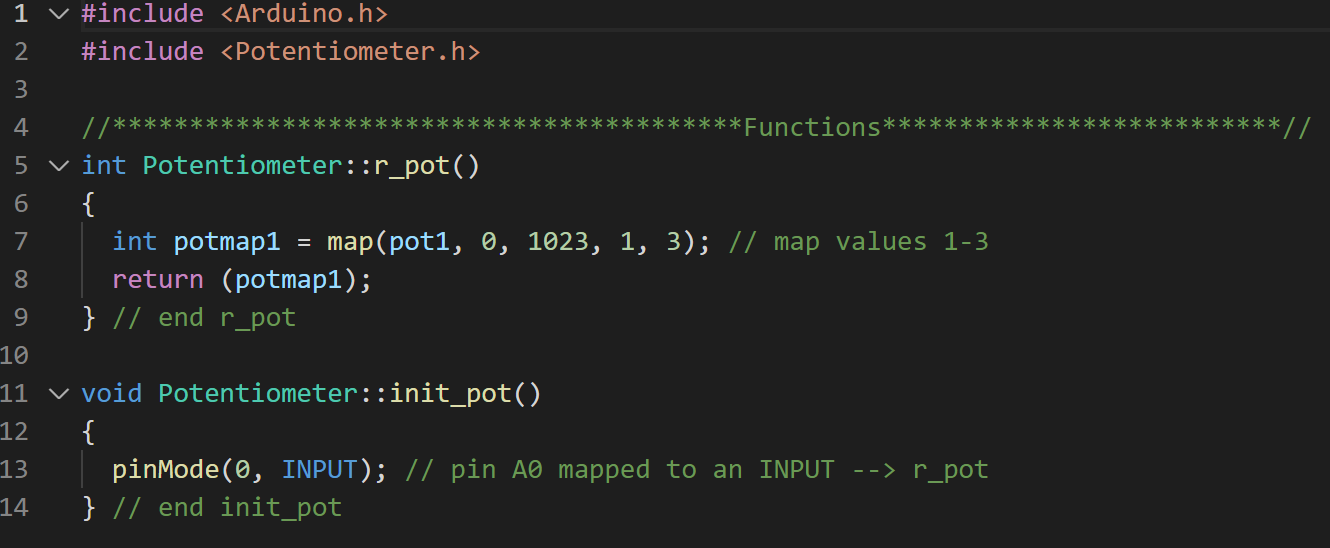 1 #include <Arduino.h>
2 #include <Potentiometer.h>
3
4 //*****************************************Functions**************************//
5 int Potentiometer::r_pot()
6 {
7 int potmap1 = map(pot1, 0, 1023, 1, 3); // map values 1-3
8 return (potmap1);
9 } // end r_pot
10
11 void Potentiometer::init_pot()
12 {
13 pinMode(0, INPUT); // pin A0 mapped to an INPUT --> r_pot
14 } // end init_pot